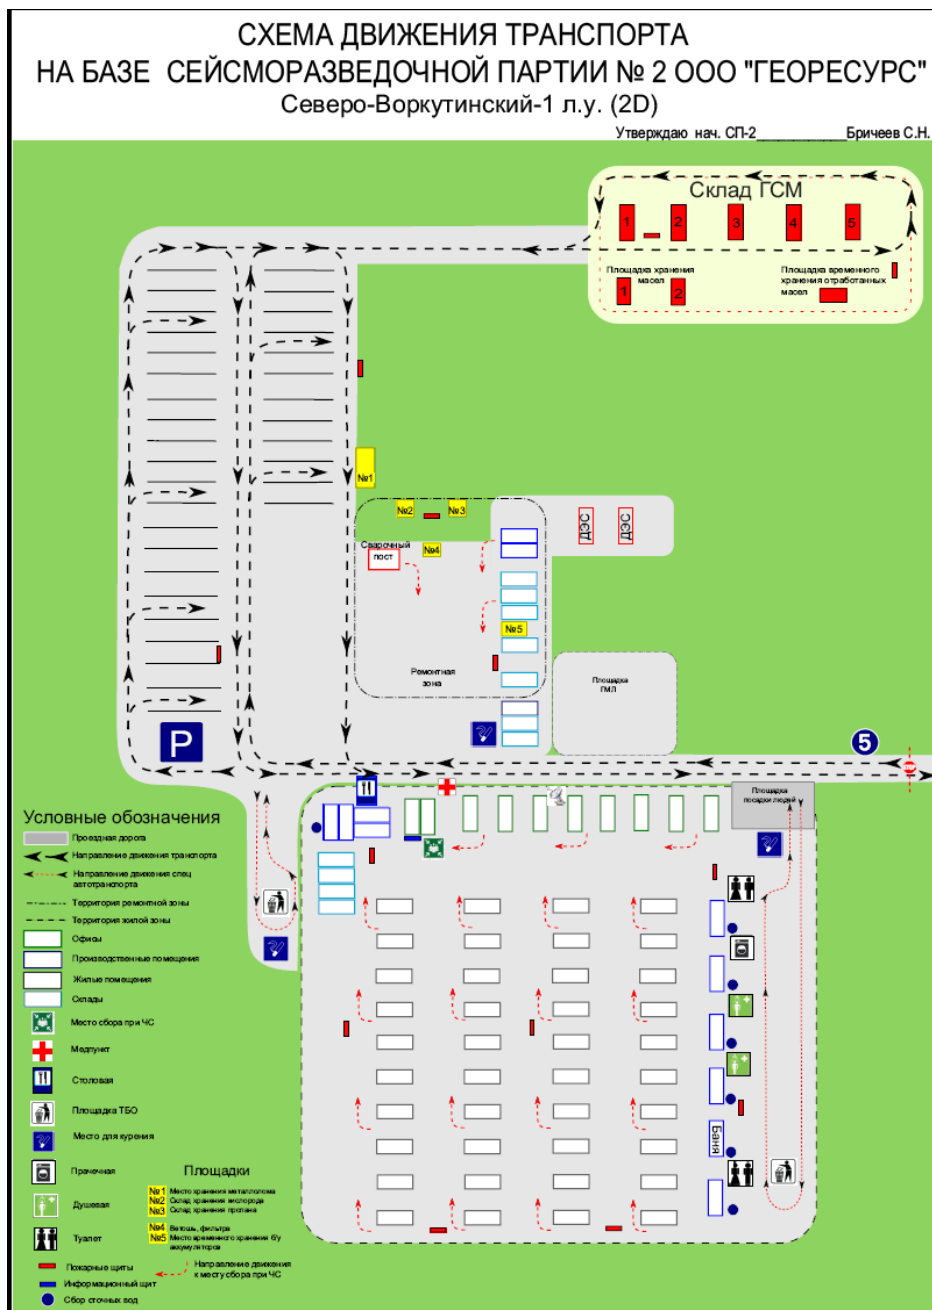 СХЕМА ДВИЖЕНИЯ ТРАНСПОРТА
НА БАЗЕ СЕЙСМОРАЗВЕДОЧНОЙ ПАРТИИ № 2 ООО "ГЕОРЕСУРС"
Северо-Воркутинский-1 л.у. (2D)
Утверждаю нач. СП-2____________Бричеев С.Н.
Склад ГСМ
1
2
3
4
5
Площадка хранения
масел
1
2
Площадка временного
хранения отработанных
масел
№1
№2
№3
№4
Сварочный
пост
ДЭС
ДЭС
№5
Ремонтная
зона
Площадка
ГМЛ
P
5
Площадка
посадки людей
Баня
Условные обозначения
Проездная дорога
Направление движения транспорта
Направление движения спец
автотранспорта
Территория ремонтной зоны
Территория жилой зоны
Офисы
Производственные помещения
Жилые помещения
Склады
Место сбора при ЧС
Медпункт
Столовая
Площадка ТБО
Место для курения
Прачечная
Душевая
Туалет
Пожарные щиты
Информационный щит
Сбор сточных вод
Площадки
№1 Место хранения металлолома
№2 Склад хранения кислорода
№3 Склад хранения пропана
№4 Ветошь, фильтра
№5 Место временного хранения б/у
аккумуляторов
Направление движения
к месту сбора при ЧС